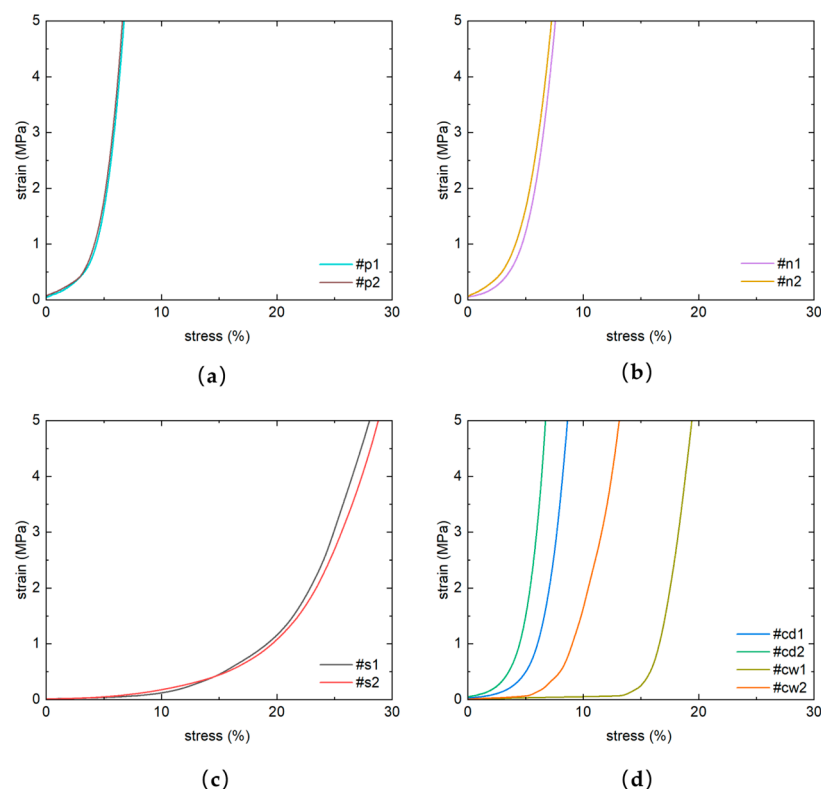 5
4
3
2
1
0
strain (MPa)
#p1
#p2
0 10 20 30
stress (%)
(a)
5
4
3
2
1
0
strain (MPa)
#n1
#n2
0 10 20 30
stress (%)
(b)
5
4
3
2
1
0
strain (MPa)
#s1
#s2
0 10 20 30
stress (%)
(c)
5
4
3
2
1
0
strain (MPa)
#cd1
#cd2
#cw1
#cw2
0 10 20 30
stress (%)
(d)